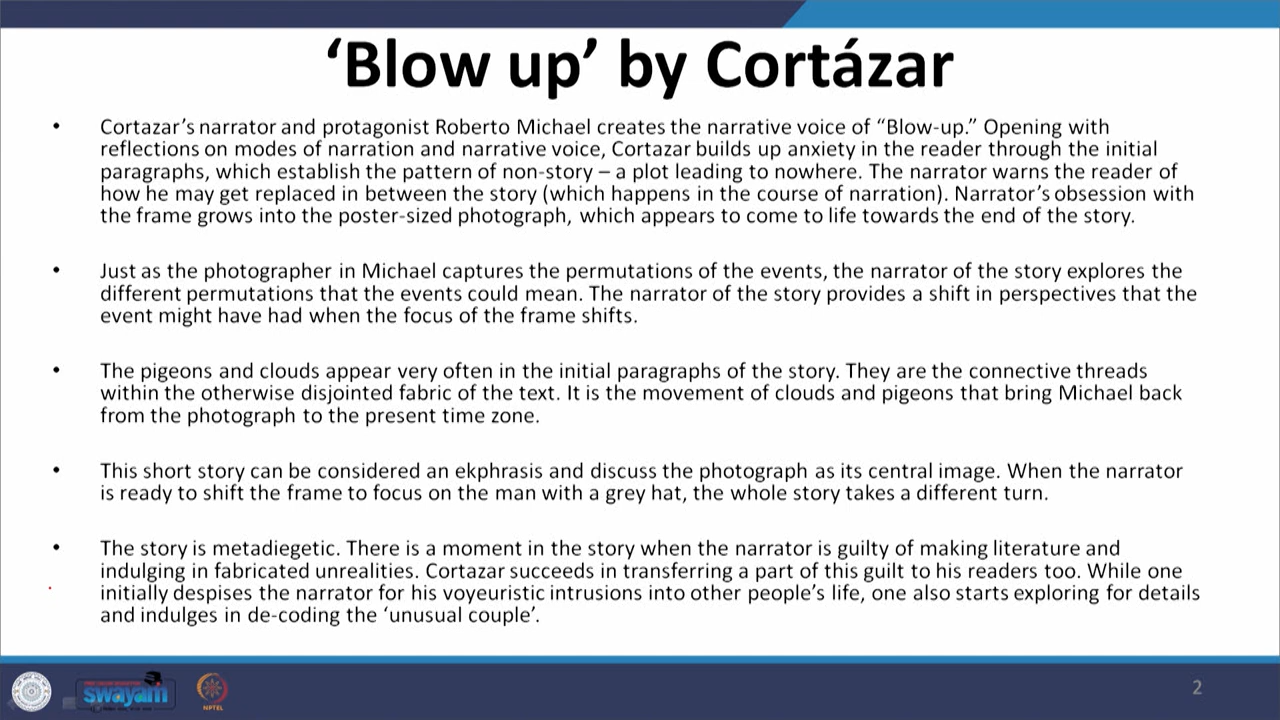 ‘Blow up’ by Cortázar
• Cortazar’s narrator and protagonist Roberto Michael creates the narrative voice of “Blow-up.” Opening with
reflections on modes of narration and narrative voice, Cortazar builds up anxiety in the reader through the initial
paragraphs, which establish the pattern of non-story – a plot leading to nowhere. The narrator warns the reader of
how he may get replaced in between the story (which happens in the course of narration). Narrator’s obsession with
the frame grows into the poster-sized photograph, which appears to come to life towards the end of the story.
• Just as the photographer in Michael captures the permutations of the events, the narrator of the story explores the
different permutations that the events could mean. The narrator of the story provides a shift in perspectives that the
event might have had when the focus of the frame shifts.
• The pigeons and clouds appear very often in the initial paragraphs of the story. They are the connective threads
within the otherwise disjointed fabric of the text. It is the movement of clouds and pigeons that bring Michael back
from the photograph to the present time zone.
• This short story can be considered an ekphrasis and discuss the photograph as its central image. When the narrator
is ready to shift the frame to focus on the man with a grey hat, the whole story takes a different turn.
• The story is metadiegetic. There is a moment in the story when the narrator is guilty of making literature and
indulging in fabricated unrealities. Cortazar succeeds in transferring a part of this guilt to his readers too. While one
initially despises the narrator for his voyeuristic intrusions into other people’s life, one also starts exploring for details
and indulges in de-coding the ‘unusual couple’.
swayam
NPTEL
2